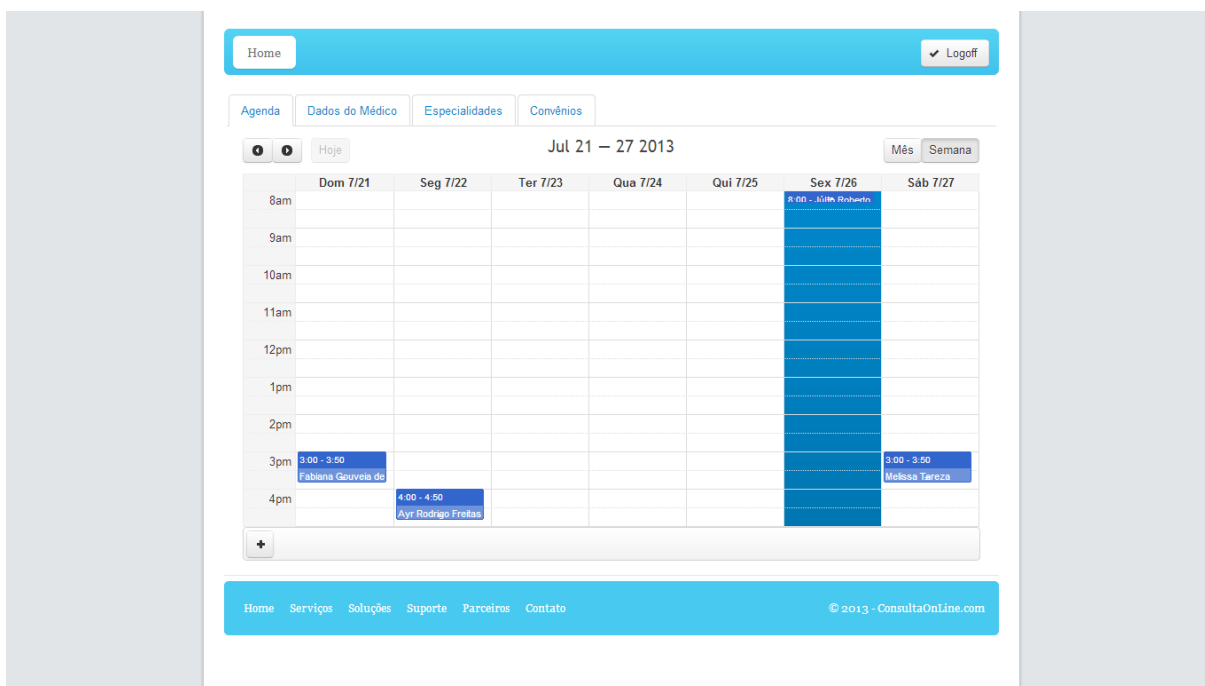 Home
Logoff
Agenda Dados do Médico Especialidades Convênios
Hoje Jul 21 — 27 2013 Mês Semana
Dom 7/21 Seg 7/22 Ter 7/23 Qua 7/24 Qui 7/25 Sex 7/26 Sáb 7/27
8am 8:00 - Júlio Roberto
9am
10am
11am
12pm
1pm
2pm
3pm 3:00 - 3:50 3:00 - 3:50
Fabiana Gouveia de Melissa Tereza
4pm 4:00 - 4:50
Ayr Rodrigo Freitas
Home Serviços Soluções Suporte Parceiros Contato © 2013 - ConsultaOnLine.com